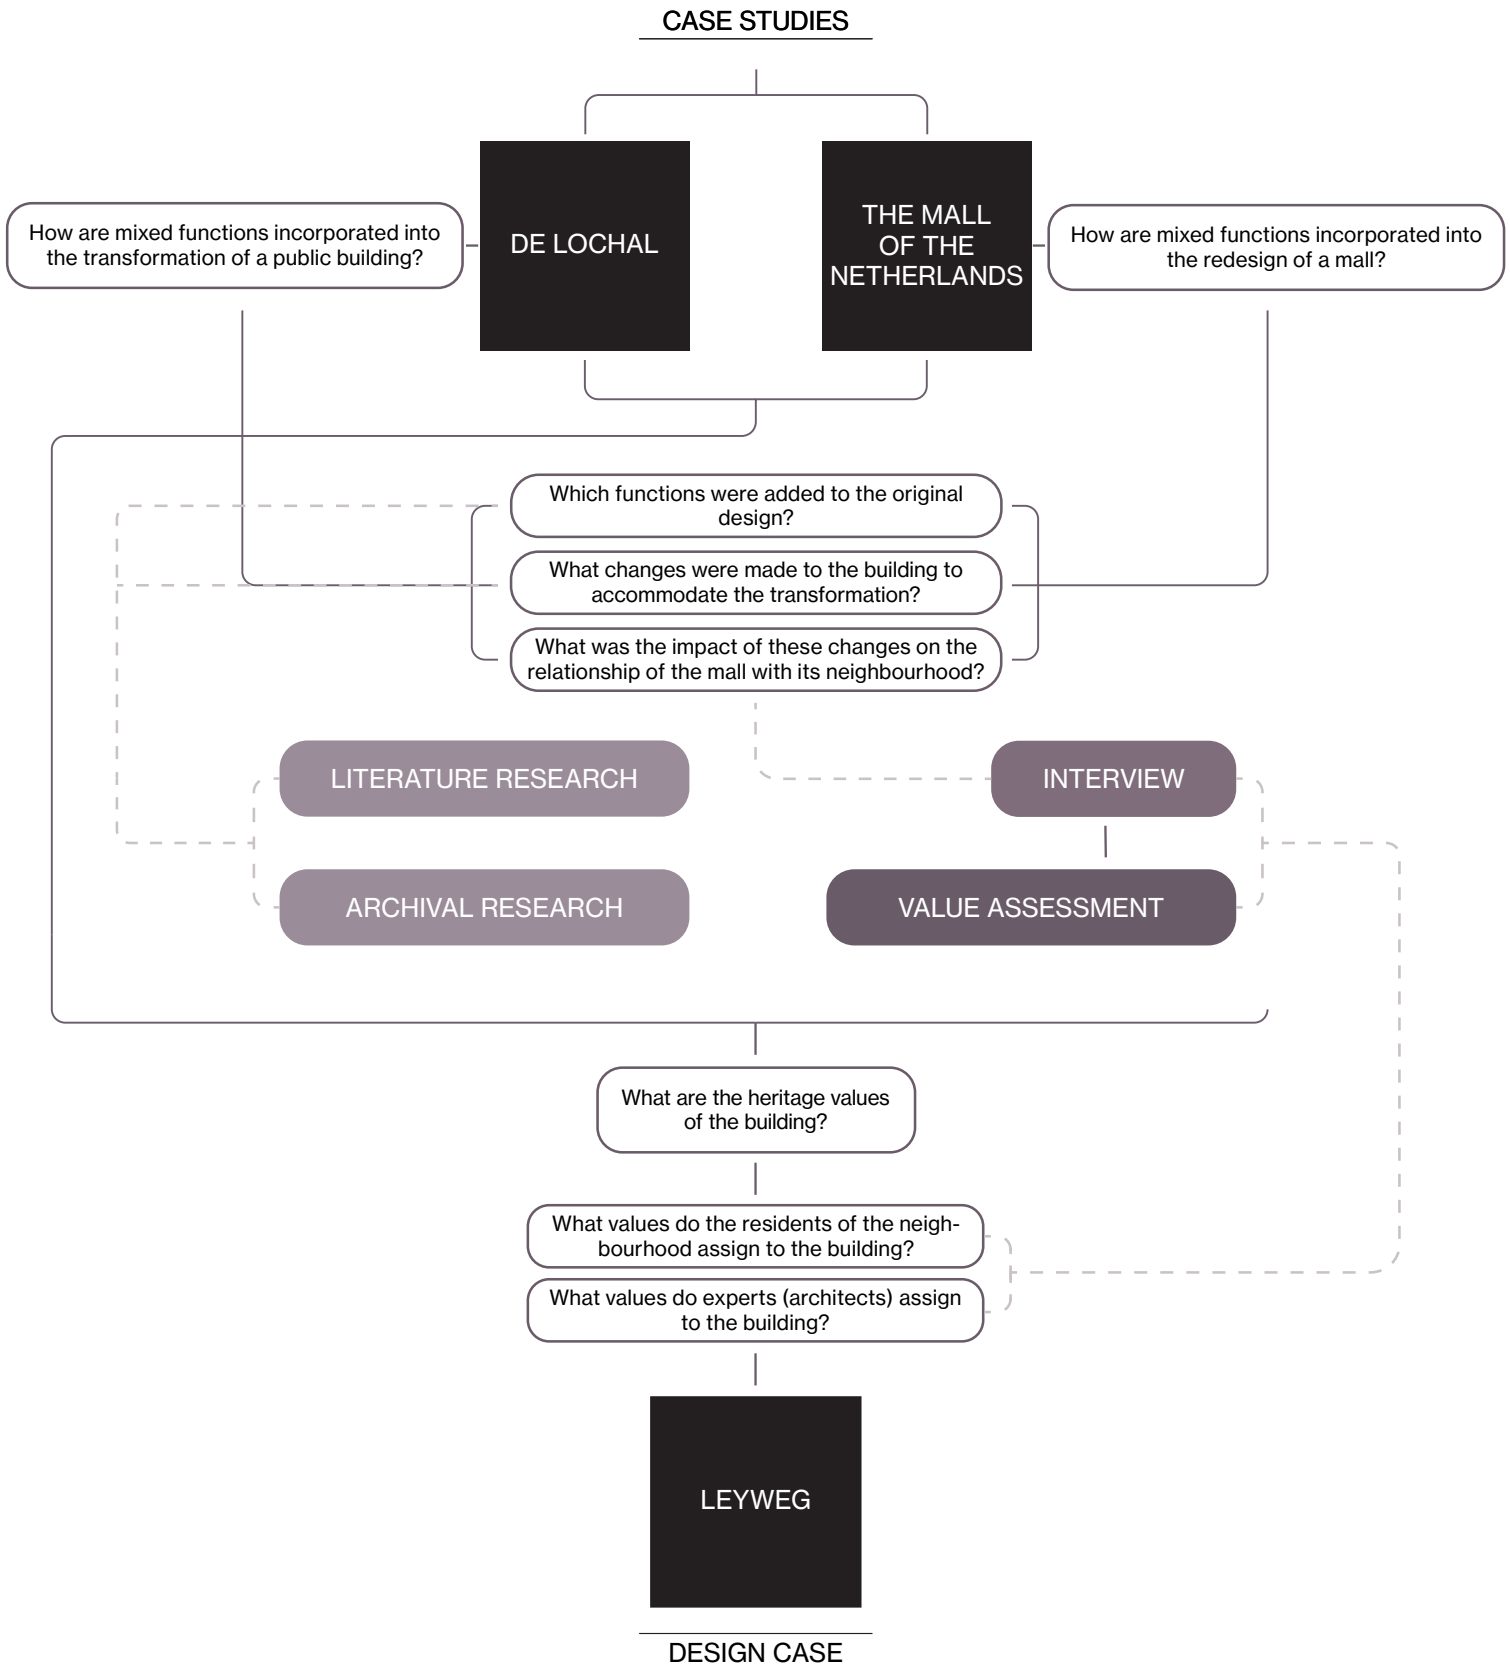 CASE STUDIES
How are mixed functions incorporated into
the transformation of a public building?
DE LOCHAL
THE MALL
OF THE
NETHERLANDS
How are mixed functions incorporated into
the redesign of a mall?
Which functions were added to the original
design?
What changes were made to the building to
accommodate the transformation?
What was the impact of these changes on the
relationship of the mall with its neighbourhood?
LITERATURE RESEARCH
INTERVIEW
ARCHIVAL RESEARCH
VALUE ASSESSMENT
What are the heritage values
of the building?
What values do the residents of the neigh-
bourhood assign to the building?
What values do experts (architects) assign
to the building?
LEYWEG
DESIGN CASE